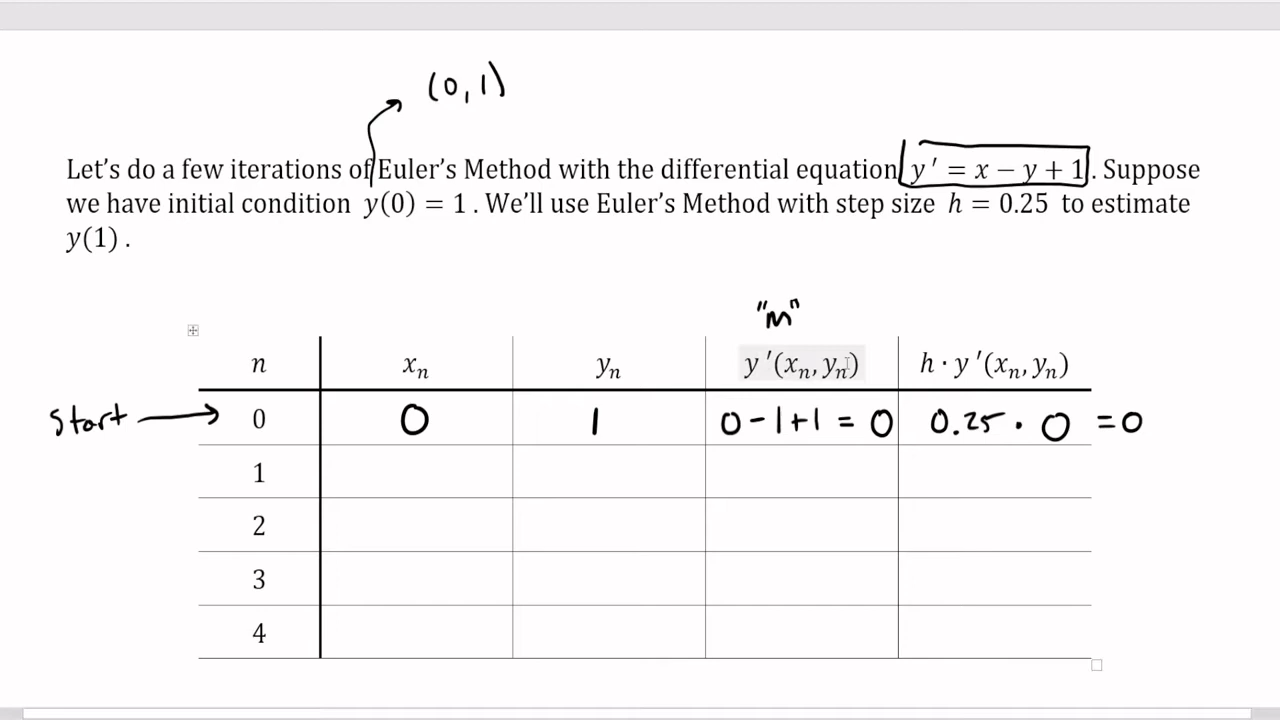 (0, 1)
Let's do a few iterations of Euler's Method with the differential equation y′ = x − y + 1. Suppose
we have initial condition y(0) = 1. We'll use Euler's Method with step size h = 0.25 to estimate
y(1).
"m"
n xₙ yₙ y′(xₙ, yₙ) h · y′(xₙ, yₙ)
Start 0 0 1 0 - 1 + 1 = 0 0.25 · 0 = 0
1
2
3
4